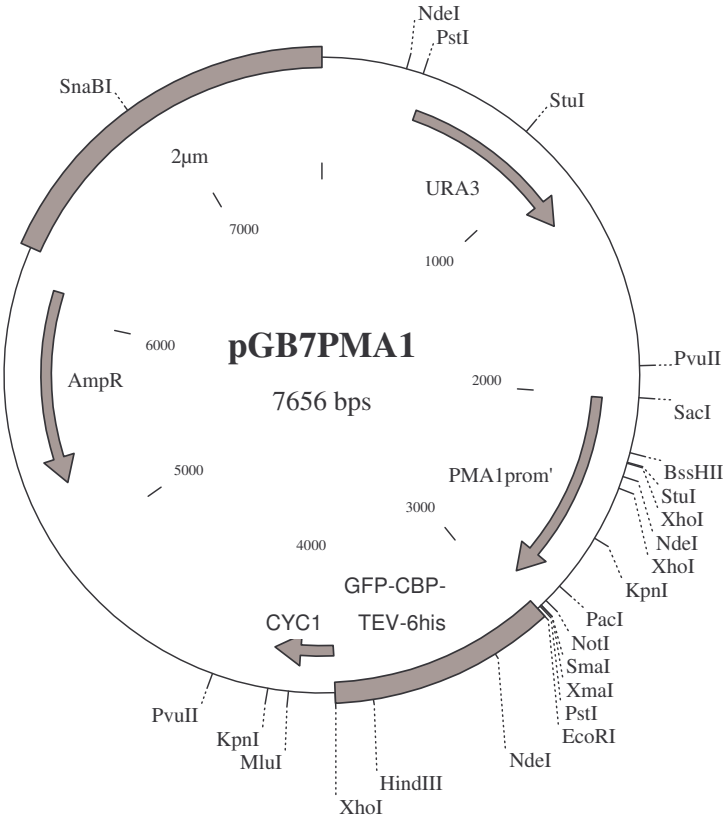 NdeI
PstI
SnaBI
StuI
2µm
URA3
7000
1000
6000
pGB7PMA1
AmpR
7656 bps
2000
PvuII
SacI
5000
PMA1prom'
BssHII
StuI
XhoI
NdeI
XhoI
3000
4000
KpnI
GFP-CBP-
TEV-6his
CYC1
PacI
NotI
SmaI
XmaI
PstI
EcoRI
PvuII
KpnI
MluI
NdeI
HindIII
XhoI